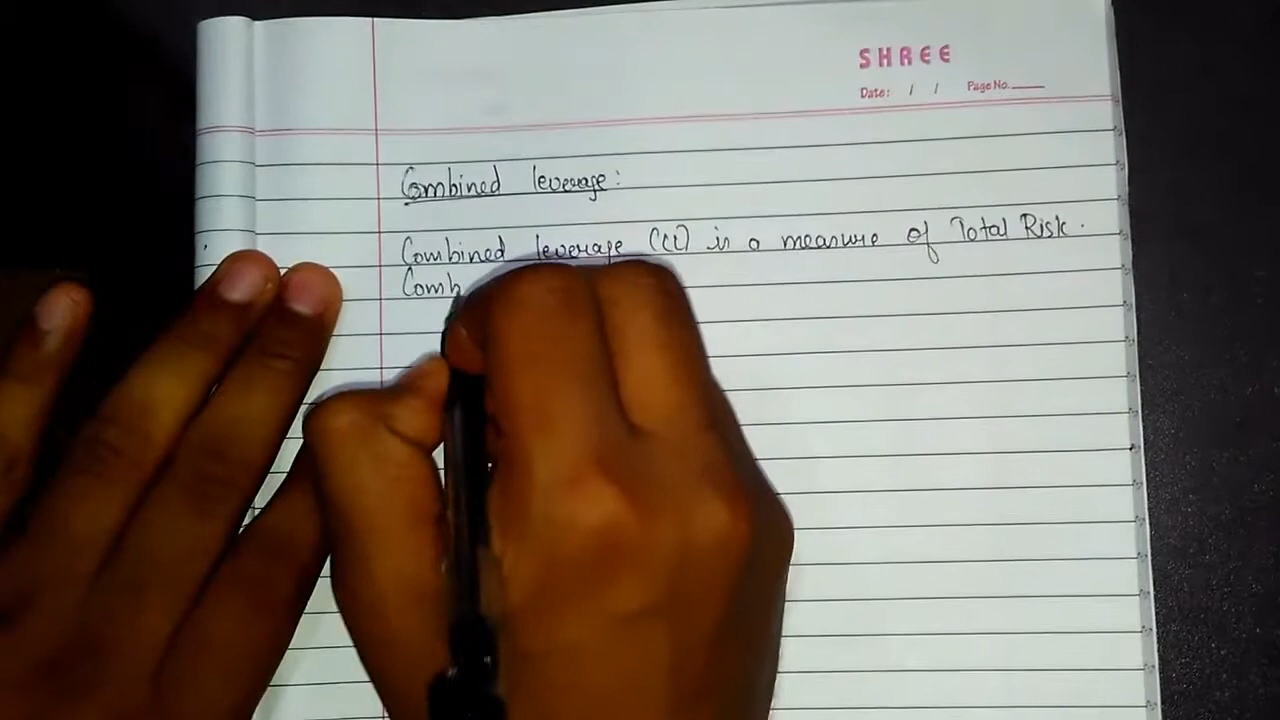 SHREE
Date: / / Page No.
Combined leverage:
Combined leverage (CL) is a measure of Total Risk.
Comb